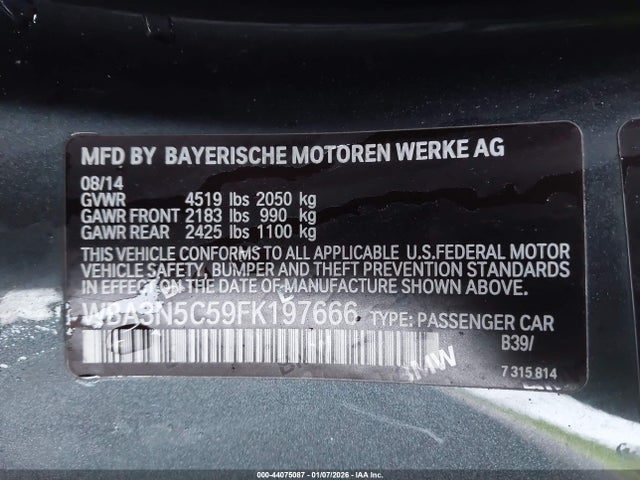 MFD BY BAYERISCHE MOTOREN WERKE AG
08/14
GVWR 4519 lbs 2050 kg
GAWR FRONT 2183 lbs 990 kg
GAWR REAR 2425 lbs 1100 kg
THIS VEHICLE CONFORMS TO ALL APPLICABLE U.S.FEDERAL MOTOR
VEHICLE SAFETY, BUMPER, AND THEFT PREVENTION STANDARDS
IN EFFECT ON THE DATE OF MANUFACTURE SHOWN ABOVE.
WBA3N5C59FK197666 TYPE: PASSENGER CAR
B39/
BMW
7 315 814
000-44075087 - 01/07/2026 - IAA Inc.